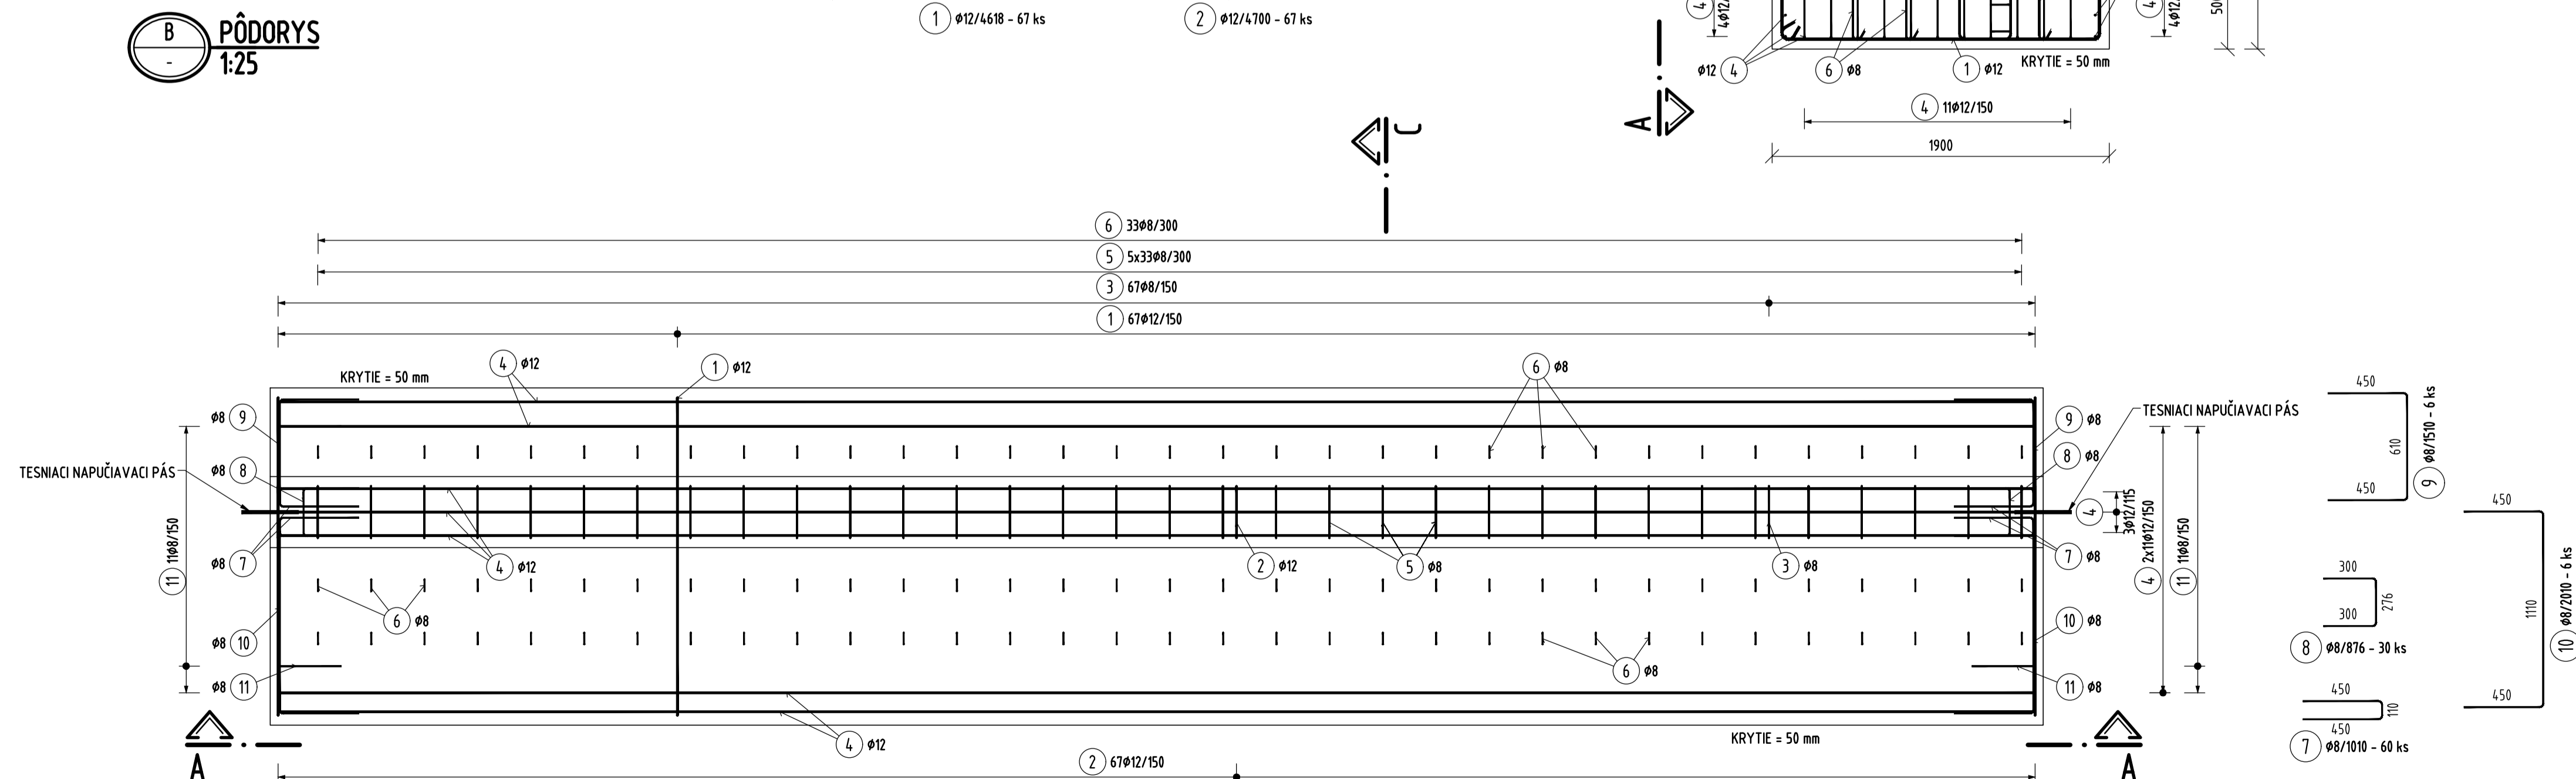 B
-
PÔDORYS
1:25
1 ø12/4618 - 67 ks
2 ø12/4700 - 67 ks
4
4ø12/
4
4ø12/
ø12 4
6 ø8
1 ø12
KRYTIE = 50 mm
4 11ø12/150
1900
A
C
6 33ø8/300
5 5x33ø8/300
3 67ø8/150
1 67ø12/150
KRYTIE = 50 mm
4 ø12
1 ø12
6 ø8
ø8 9
TESNIACI NAPUČIAVACI PÁS
ø8 8
ø8 7
11 11ø8/150
4 ø12
2 ø12
5 ø8
3 ø8
6 ø8
ø8 10
6 ø8
ø8 11
4 ø12
9 ø8
TESNIACI NAPUČIAVACI PÁS
8 ø8
4 3ø12/115
7 ø8
4 2x11ø12/150
11 11ø8/150
10 ø8
11 ø8
KRYTIE = 50 mm
A
A
2 67ø12/150
450
610
450
9 ø8/1510 - 6 ks
450
1110
450
10 ø8/2010 - 6 ks
300
276
300
8 ø8/876 - 30 ks
450
110
450
7 ø8/1010 - 60 ks